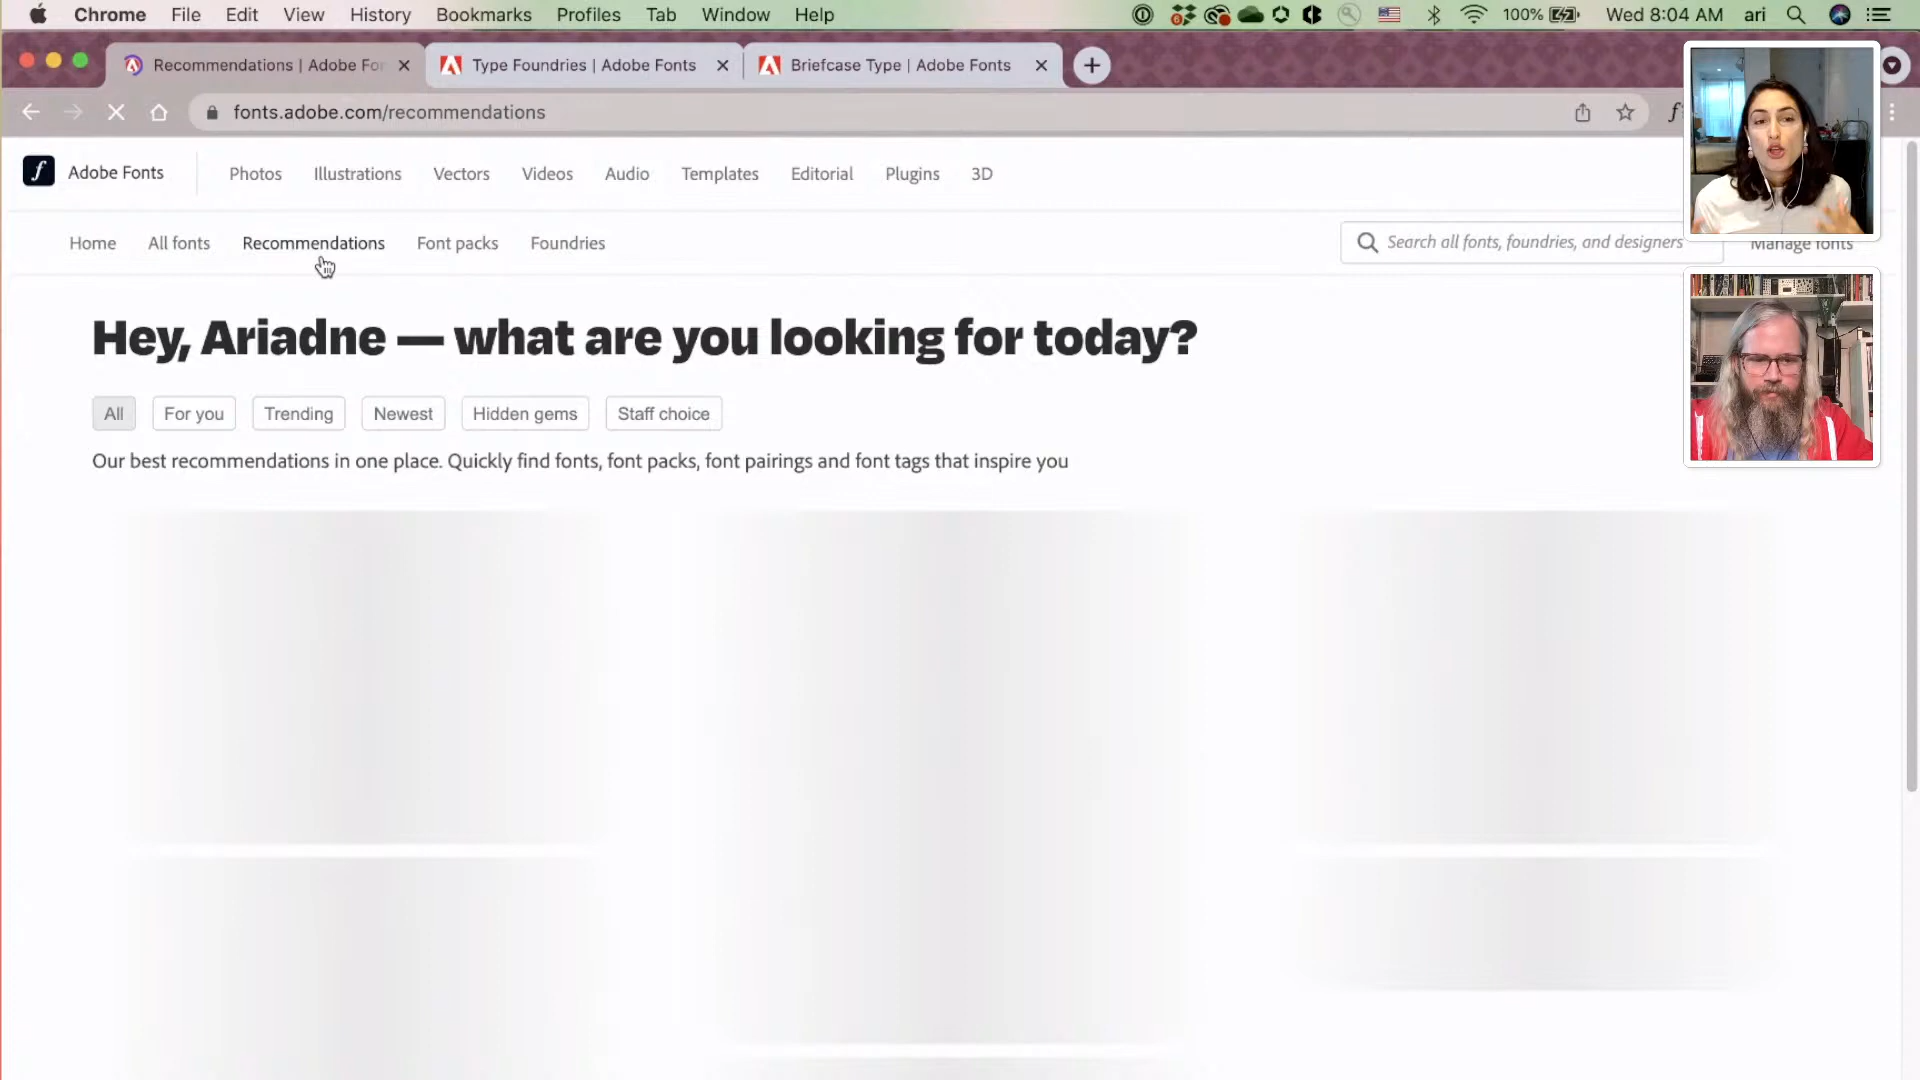 Chrome File Edit View History Bookmarks Profiles Tab Window Help 100% Wed 8:04 AM ari
Recommendations | Adobe Fo Type Foundries | Adobe Fonts Briefcase Type | Adobe Fonts
fonts.adobe.com/recommendations
Adobe Fonts Photos Illustrations Vectors Videos Audio Templates Editorial Plugins 3D
Home All fonts Recommendations Font packs Foundries Search all fonts, foundries, and designers Manage fonts
Hey, Ariadne — what are you looking for today?
All For you Trending Newest Hidden gems Staff choice
Our best recommendations in one place. Quickly find fonts, font packs, font pairings and font tags that inspire you